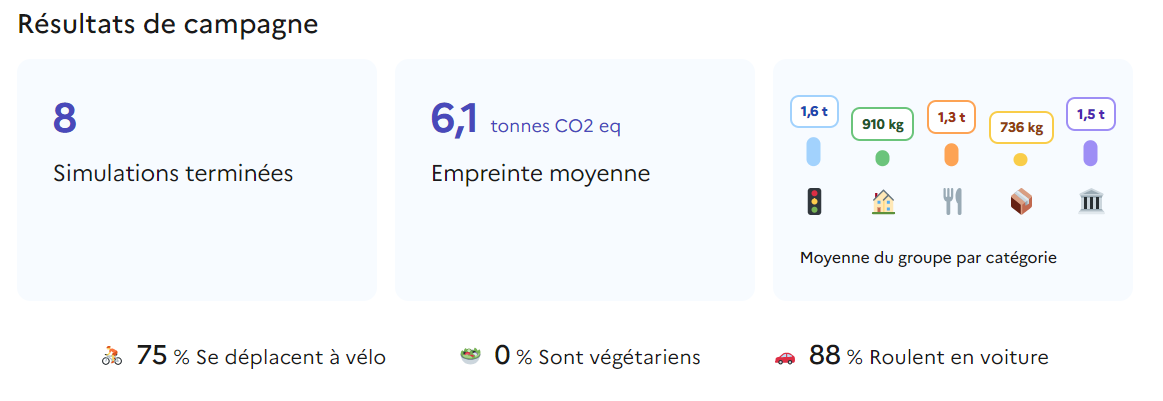 Résultats de campagne
8
Simulations terminées
6,1 tonnes CO2 eq
Empreinte moyenne
1,6 t
910 kg
1,3 t
736 kg
1,5 t
Moyenne du groupe par catégorie
75 % Se déplacent à vélo
0 % Sont végétariens
88 % Roulent en voiture